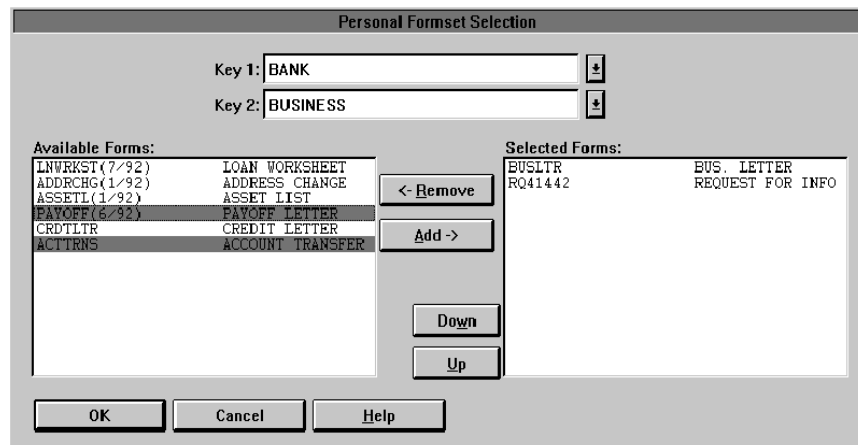 Personal Formset Selection
Key 1: BANK
Key 2: BUSINESS
Available Forms:
LNWRKST(7/92) LOAN WORKSHEET
ADDRCHG(1/92) ADDRESS CHANGE
ASSETL(1/92) ASSET LIST
PAYOFF(6/92) PAYOFF LETTER
CRDTLTR CREDIT LETTER
ACTTRNS ACCOUNT TRANSFER
<- Remove
Add ->
Selected Forms:
BUSLTR BUS. LETTER
RQ41442 REQUEST FOR INFO
Down
Up
OK Cancel Help